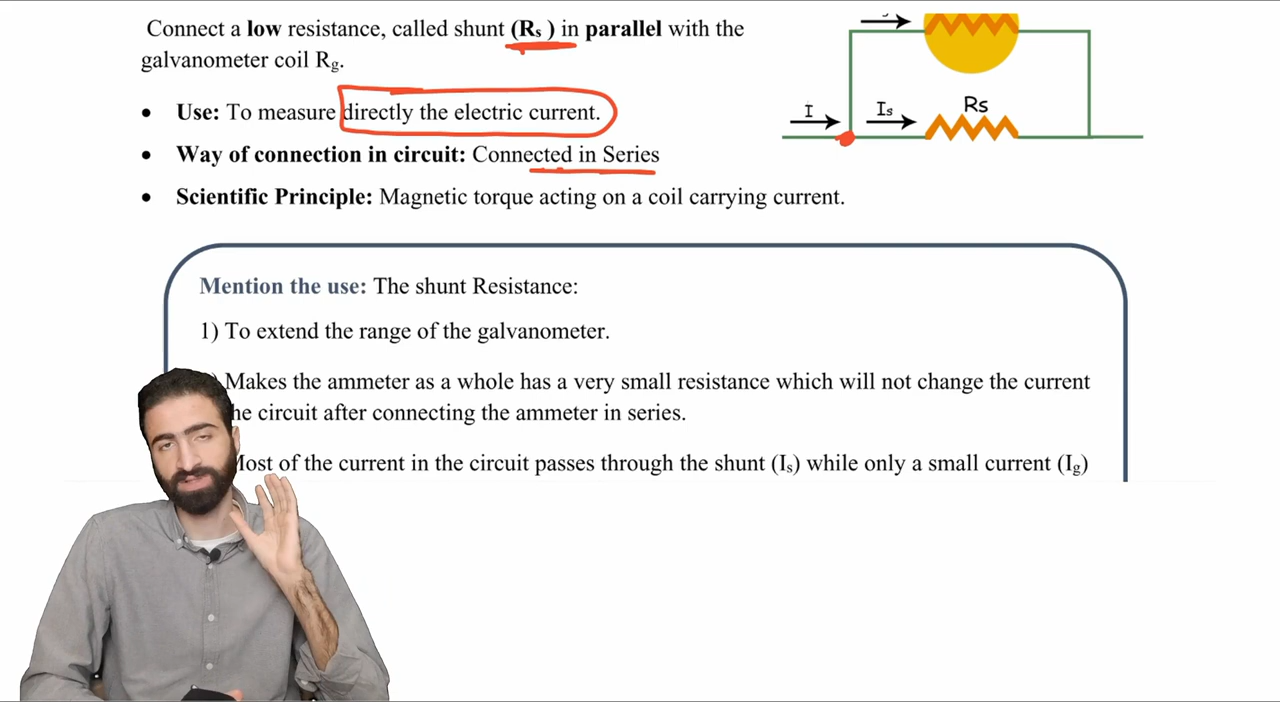 Connect a low resistance, called shunt (Rs ) in parallel with the
galvanometer coil Rg.
• Use: To measure directly the electric current.
• Way of connection in circuit: Connected in Series
• Scientific Principle: Magnetic torque acting on a coil carrying current.
I
Is
Rs
Mention the use: The shunt Resistance:
1) To extend the range of the galvanometer.
Makes the ammeter as a whole has a very small resistance which will not change the current
circuit after connecting the ammeter in series.
Most of the current in the circuit passes through the shunt (Is) while only a small current (Ig)